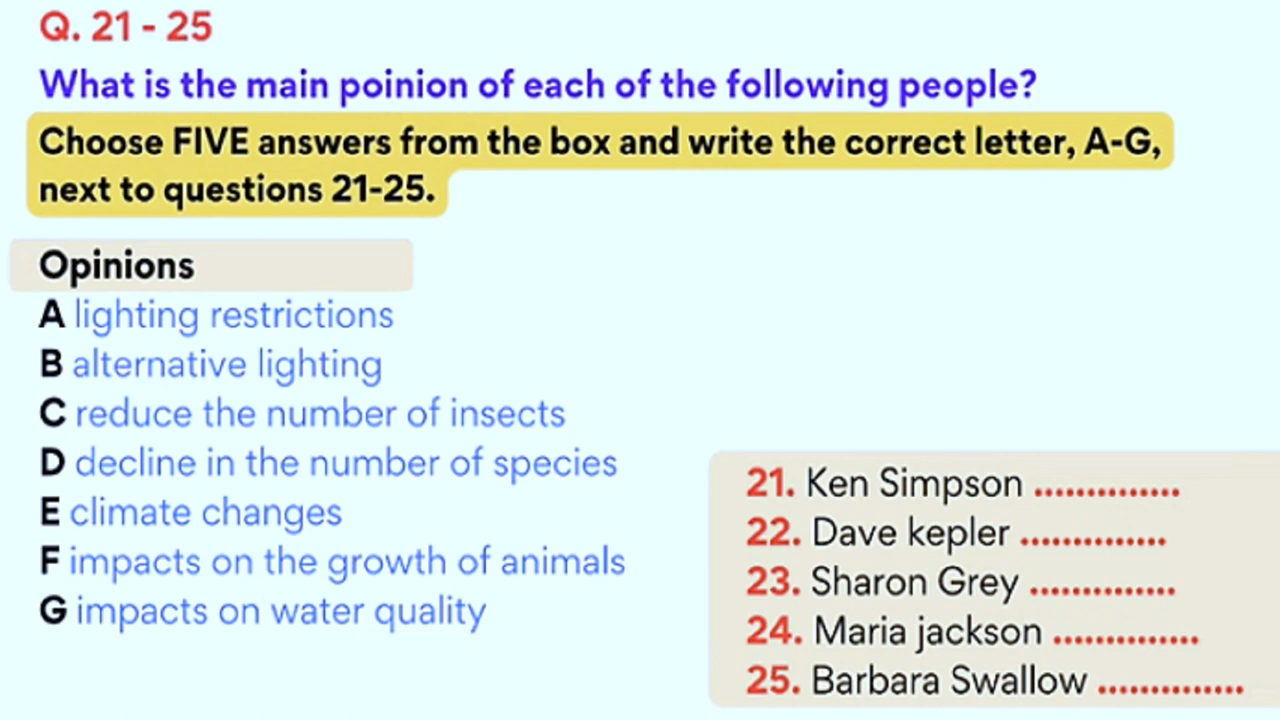 Q. 21 - 25
What is the main poinion of each of the following people?
Choose FIVE answers from the box and write the correct letter, A-G,
next to questions 21-25.
Opinions
A lighting restrictions
B alternative lighting
C reduce the number of insects
D decline in the number of species
E climate changes
F impacts on the growth of animals
G impacts on water quality
21. Ken Simpson ..............
22. Dave kepler ..............
23. Sharon Grey ..............
24. Maria jackson ..............
25. Barbara Swallow ..............